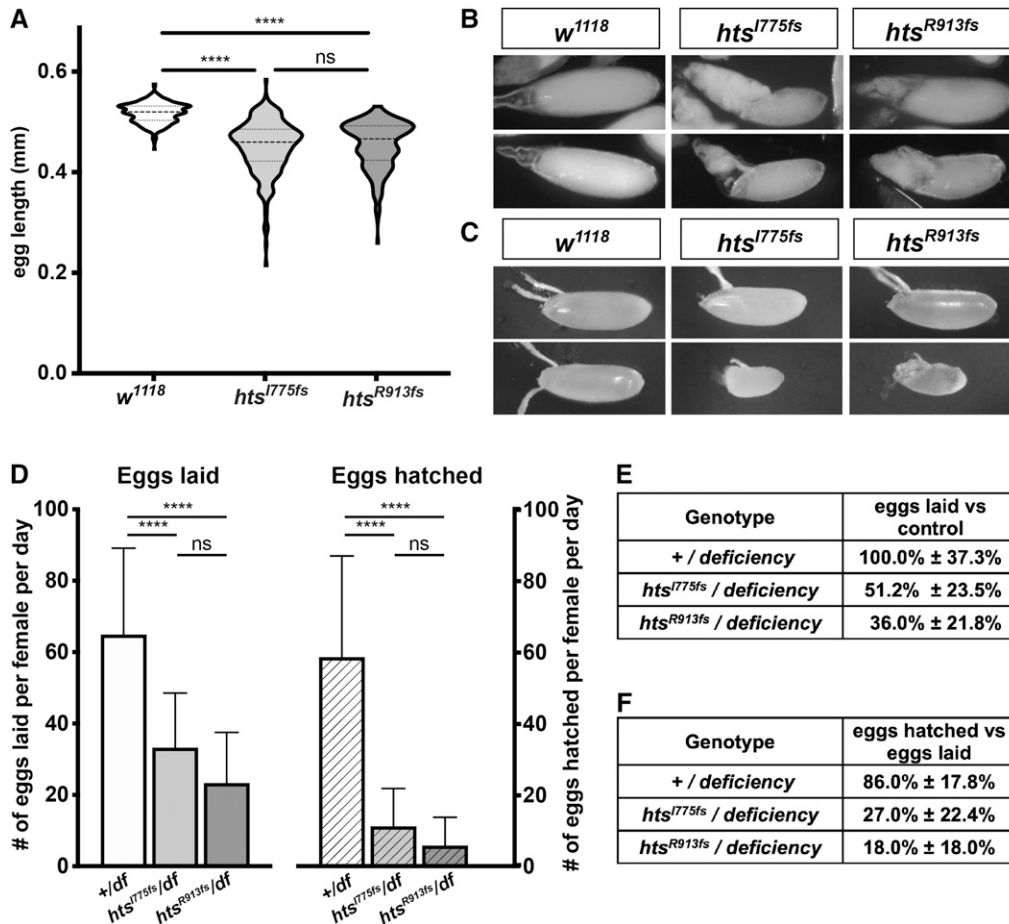 A
****
****
ns
0.6
0.4
0.2
0.0
egg length (mm)
w1118
htsI775fs
htsR913fs
B
w1118
htsI775fs
htsR913fs
C
w1118
htsI775fs
htsR913fs
D
Eggs laid
Eggs hatched
# of eggs laid per female per day
100
80
60
40
20
0
****
****
ns
+/df
htsI775fs/df
htsR913fs/df
****
****
ns
+/df
htsI775fs/df
htsR913fs/df
100
80
60
40
20
0
# of eggs hatched per female per day
E
Genotype
eggs laid vs
control
+ / deficiency
100.0% ± 37.3%
htsI775fs / deficiency
51.2% ± 23.5%
htsR913fs / deficiency
36.0% ± 21.8%
F
Genotype
eggs hatched vs
eggs laid
+ / deficiency
86.0% ± 17.8%
htsI775fs / deficiency
27.0% ± 22.4%
htsR913fs / deficiency
18.0% ± 18.0%